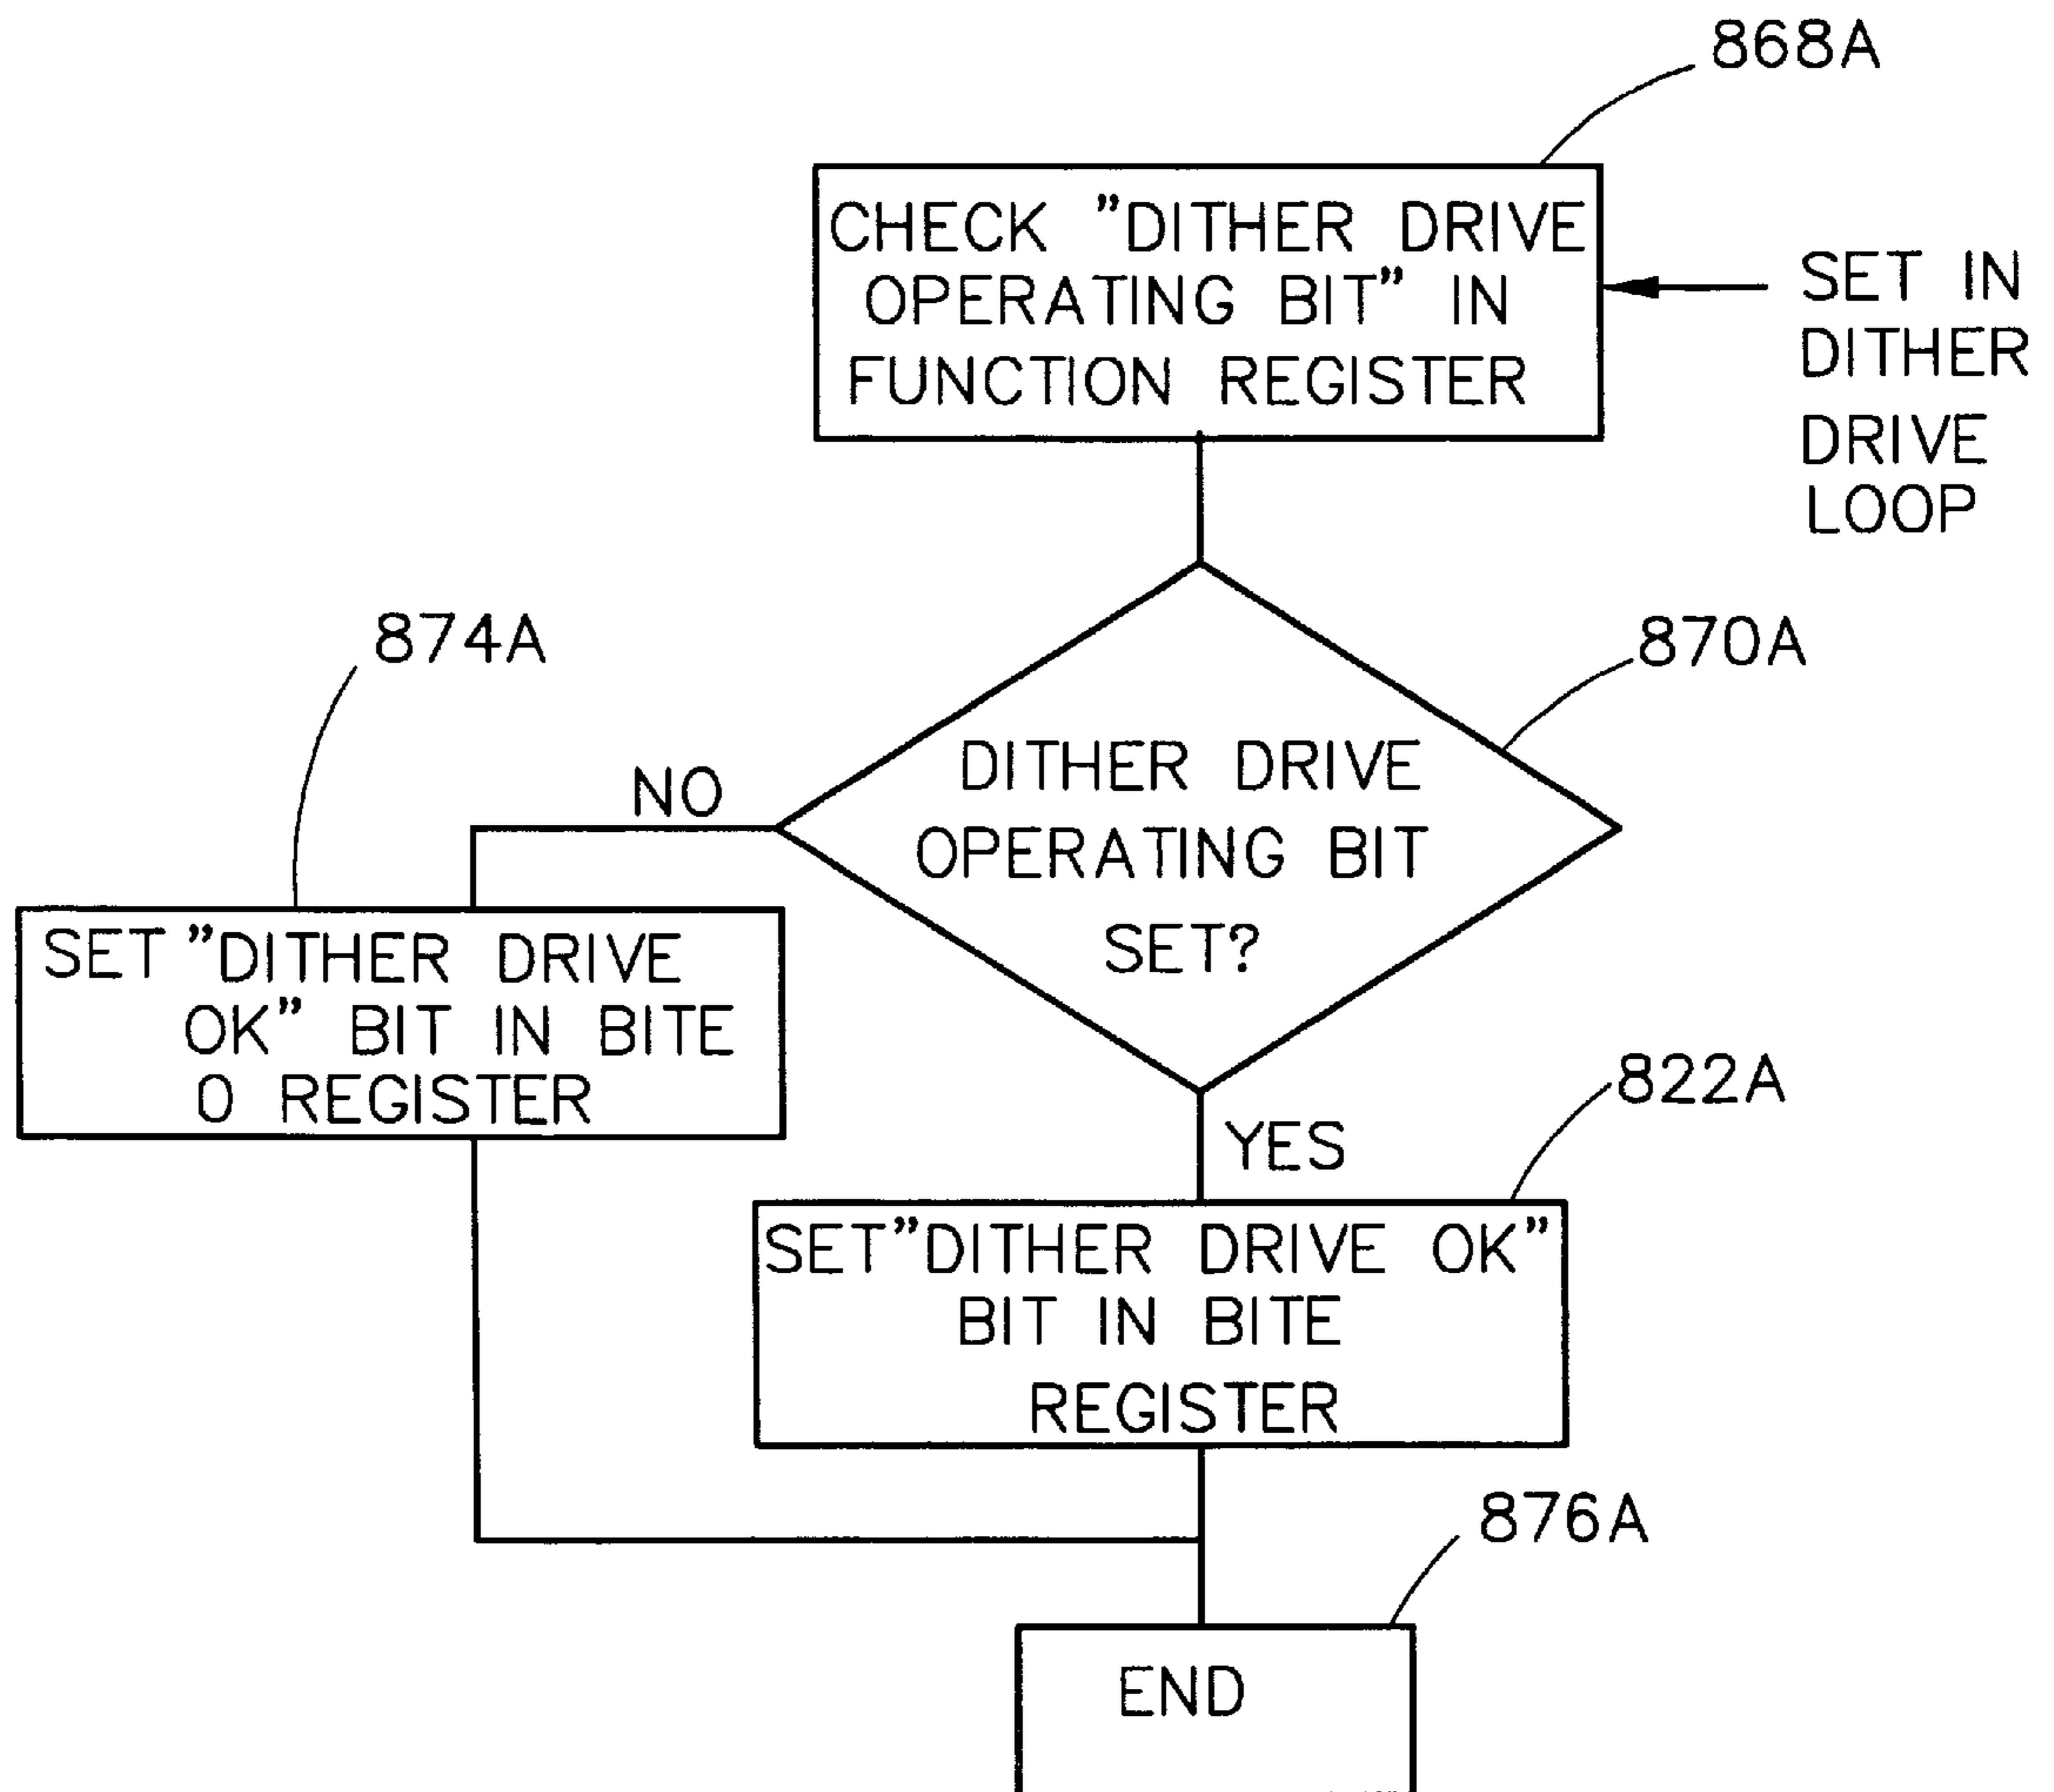 868A
CHECK "DITHER DRIVE
OPERATING BIT" IN
FUNCTION REGISTER
SET IN
DITHER
DRIVE
LOOP
874A
870A
NO
DITHER DRIVE
OPERATING BIT
SET?
SET "DITHER DRIVE
OK" BIT IN BITE
0 REGISTER
822A
YES
SET"DITHER DRIVE OK"
BIT IN BITE
REGISTER
876A
END